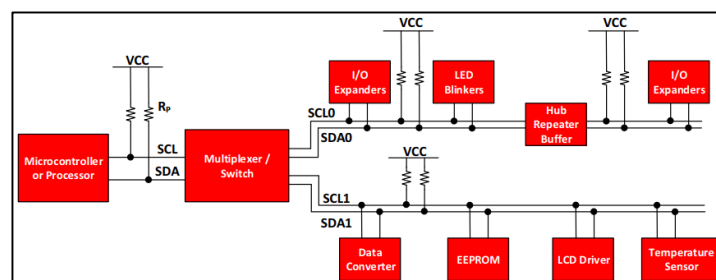 VCC
RP
SCL
SDA
Microcontroller
or Processor
Multiplexer /
Switch
SCL0
SDA0
I/O
Expanders
VCC
LED
Blinkers
Hub
Repeater
Buffer
VCC
I/O
Expanders
SCL1
SDA1
VCC
Data
Converter
EEPROM
LCD Driver
Temperature
Sensor